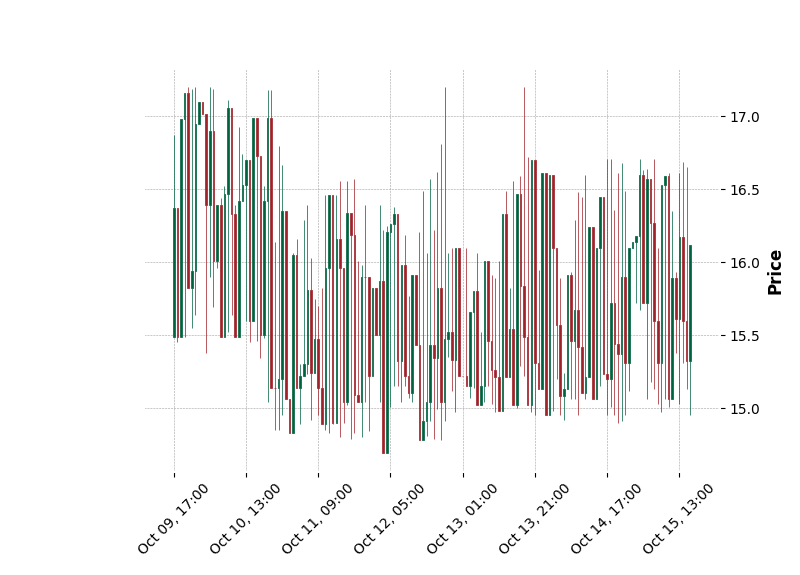 17.0
16.5
16.0
15.5
15.0
Price
Oct 09, 17:00
Oct 10, 13:00
Oct 11, 09:00
Oct 12, 05:00
Oct 13, 01:00
Oct 13, 21:00
Oct 14, 17:00
Oct 15, 13:00